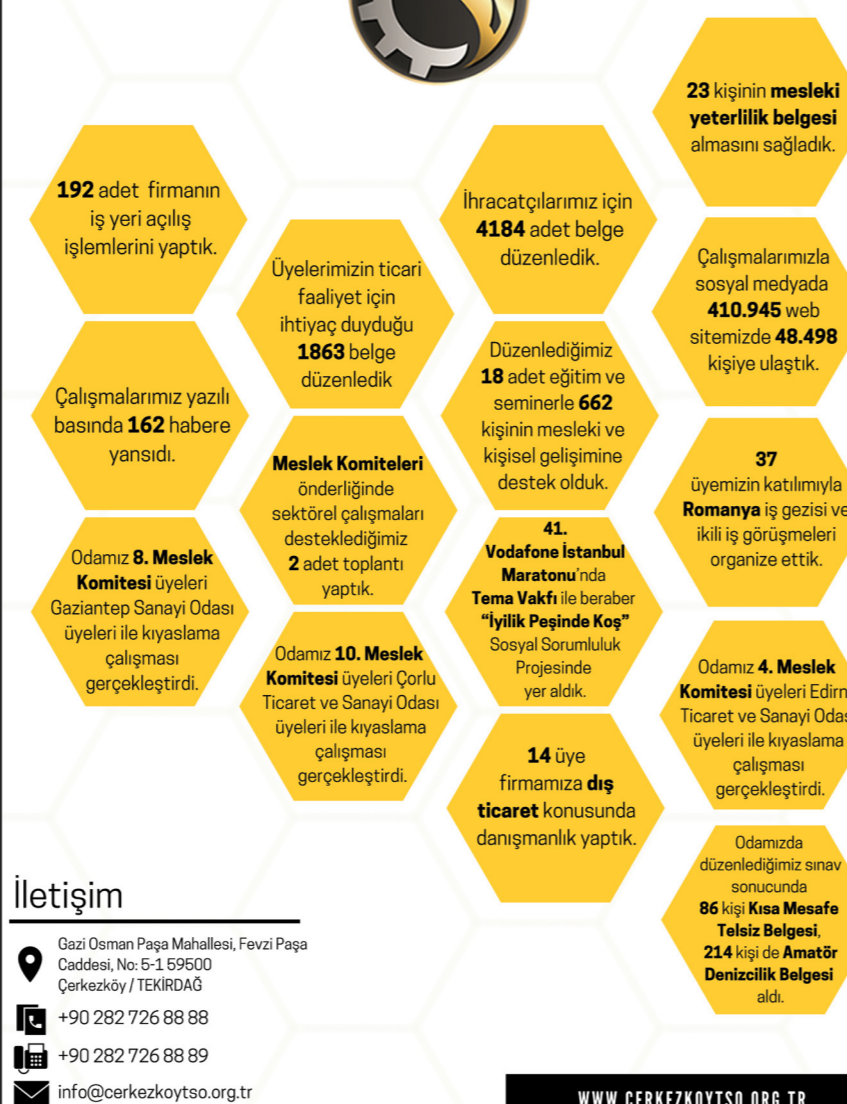 192 adet firmanın
iş yeri açılış
işlemlerini yaptık.
Çalışmalarımız yazılı
basında 162 habere
yansıdı.
Odamız 8. Meslek
Komitesi üyeleri
Gaziantep Sanayi Odası
üyeleri ile kıyaslama
çalışması
gerçekleştirdi.
Üyelerimizin ticari
faaliyet için
ihtiyaç duyduğu
1863 belge
düzenledik
Meslek Komiteleri
önderliğinde
sektörel çalışmaları
desteklediğimiz
2 adet toplantı
yaptık.
Odamız 10. Meslek
Komitesi üyeleri Çorlu
Ticaret ve Sanayi Odası
üyeleri ile kıyaslama
çalışması
gerçekleştirdi.
İhracatçılarımız için
4184 adet belge
düzenledik.
Düzenlediğimiz
18 adet eğitim ve
seminerle 662
kişinin mesleki ve
kişisel gelişimine
destek olduk.
41.
Vodafone İstanbul
Maratonu'nda
Tema Vakfı ile beraber
“İyilik Peşinde Koş”
Sosyal Sorumluluk
Projesinde
yer aldık.
14 üye
firmamıza dış
ticaret konusunda
danışmanlık yaptık.
23 kişinin mesleki
yeterlilik belgesi
almasını sağladık.
Çalışmalarımızla
sosyal medyada
410.945 web
sitemizde 48.498
kişiye ulaştık.
37
üyemizin katılımıyla
Romanya iş gezisi ve
ikili iş görüşmeleri
organize ettik.
Odamız 4. Meslek
Komitesi üyeleri Edirn
Ticaret ve Sanayi Odas
üyeleri ile kıyaslama
çalışması
gerçekleştirdi.
Odamızda
düzenlediğimiz sınav
sonucunda
86 kişi Kısa Mesafe
Telsiz Belgesi,
214 kişi de Amatör
Denizcilik Belgesi
aldı.
İletişim
Gazi Osman Paşa Mahallesi, Fevzi Paşa
Caddesi, No: 5-1 59500
Çerkezköy / TEKİRDAĞ
+90 282 726 88 88
+90 282 726 88 89
info@cerkezkoytso.org.tr
WWW.CERKEZKOYTSO.ORG.TR